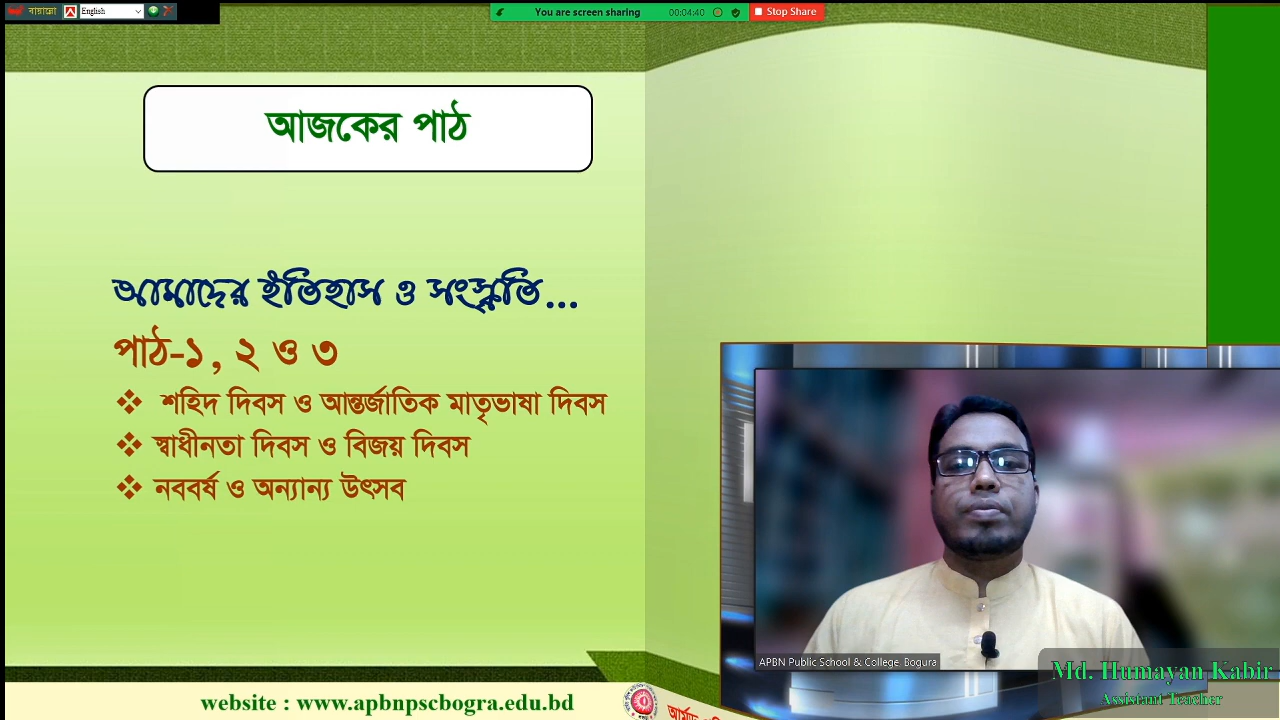 বায়ান্নো
English
You are screen sharing
00:04:40
Stop Share
আজকের পাঠ
আমাদের ইতিহাস ও সংস্কৃতি...
পাঠ-১, ২ ও ৩
❖ শহিদ দিবস ও আন্তর্জাতিক মাতৃভাষা দিবস
❖ স্বাধীনতা দিবস ও বিজয় দিবস
❖ নববর্ষ ও অন্যান্য উৎসব
APBN Public School & College, Bogura
Md. Humayan Kabir
Assistant Teacher
website : www.apbnpscbogra.edu.bd